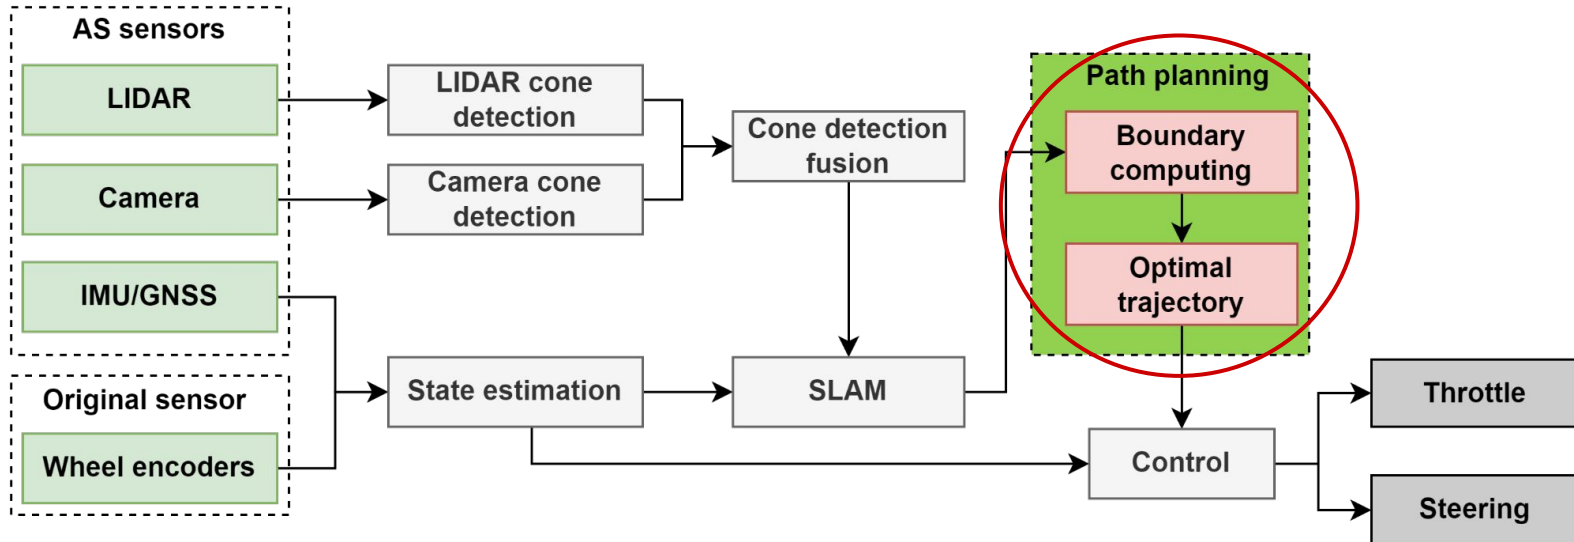 AS sensors
LIDAR
Camera
IMU/GNSS
Original sensor
Wheel encoders
LIDAR cone
detection
Camera cone
detection
State estimation
Cone detection
fusion
SLAM
Path planning
Boundary
computing
Optimal
trajectory
Control
Throttle
Steering